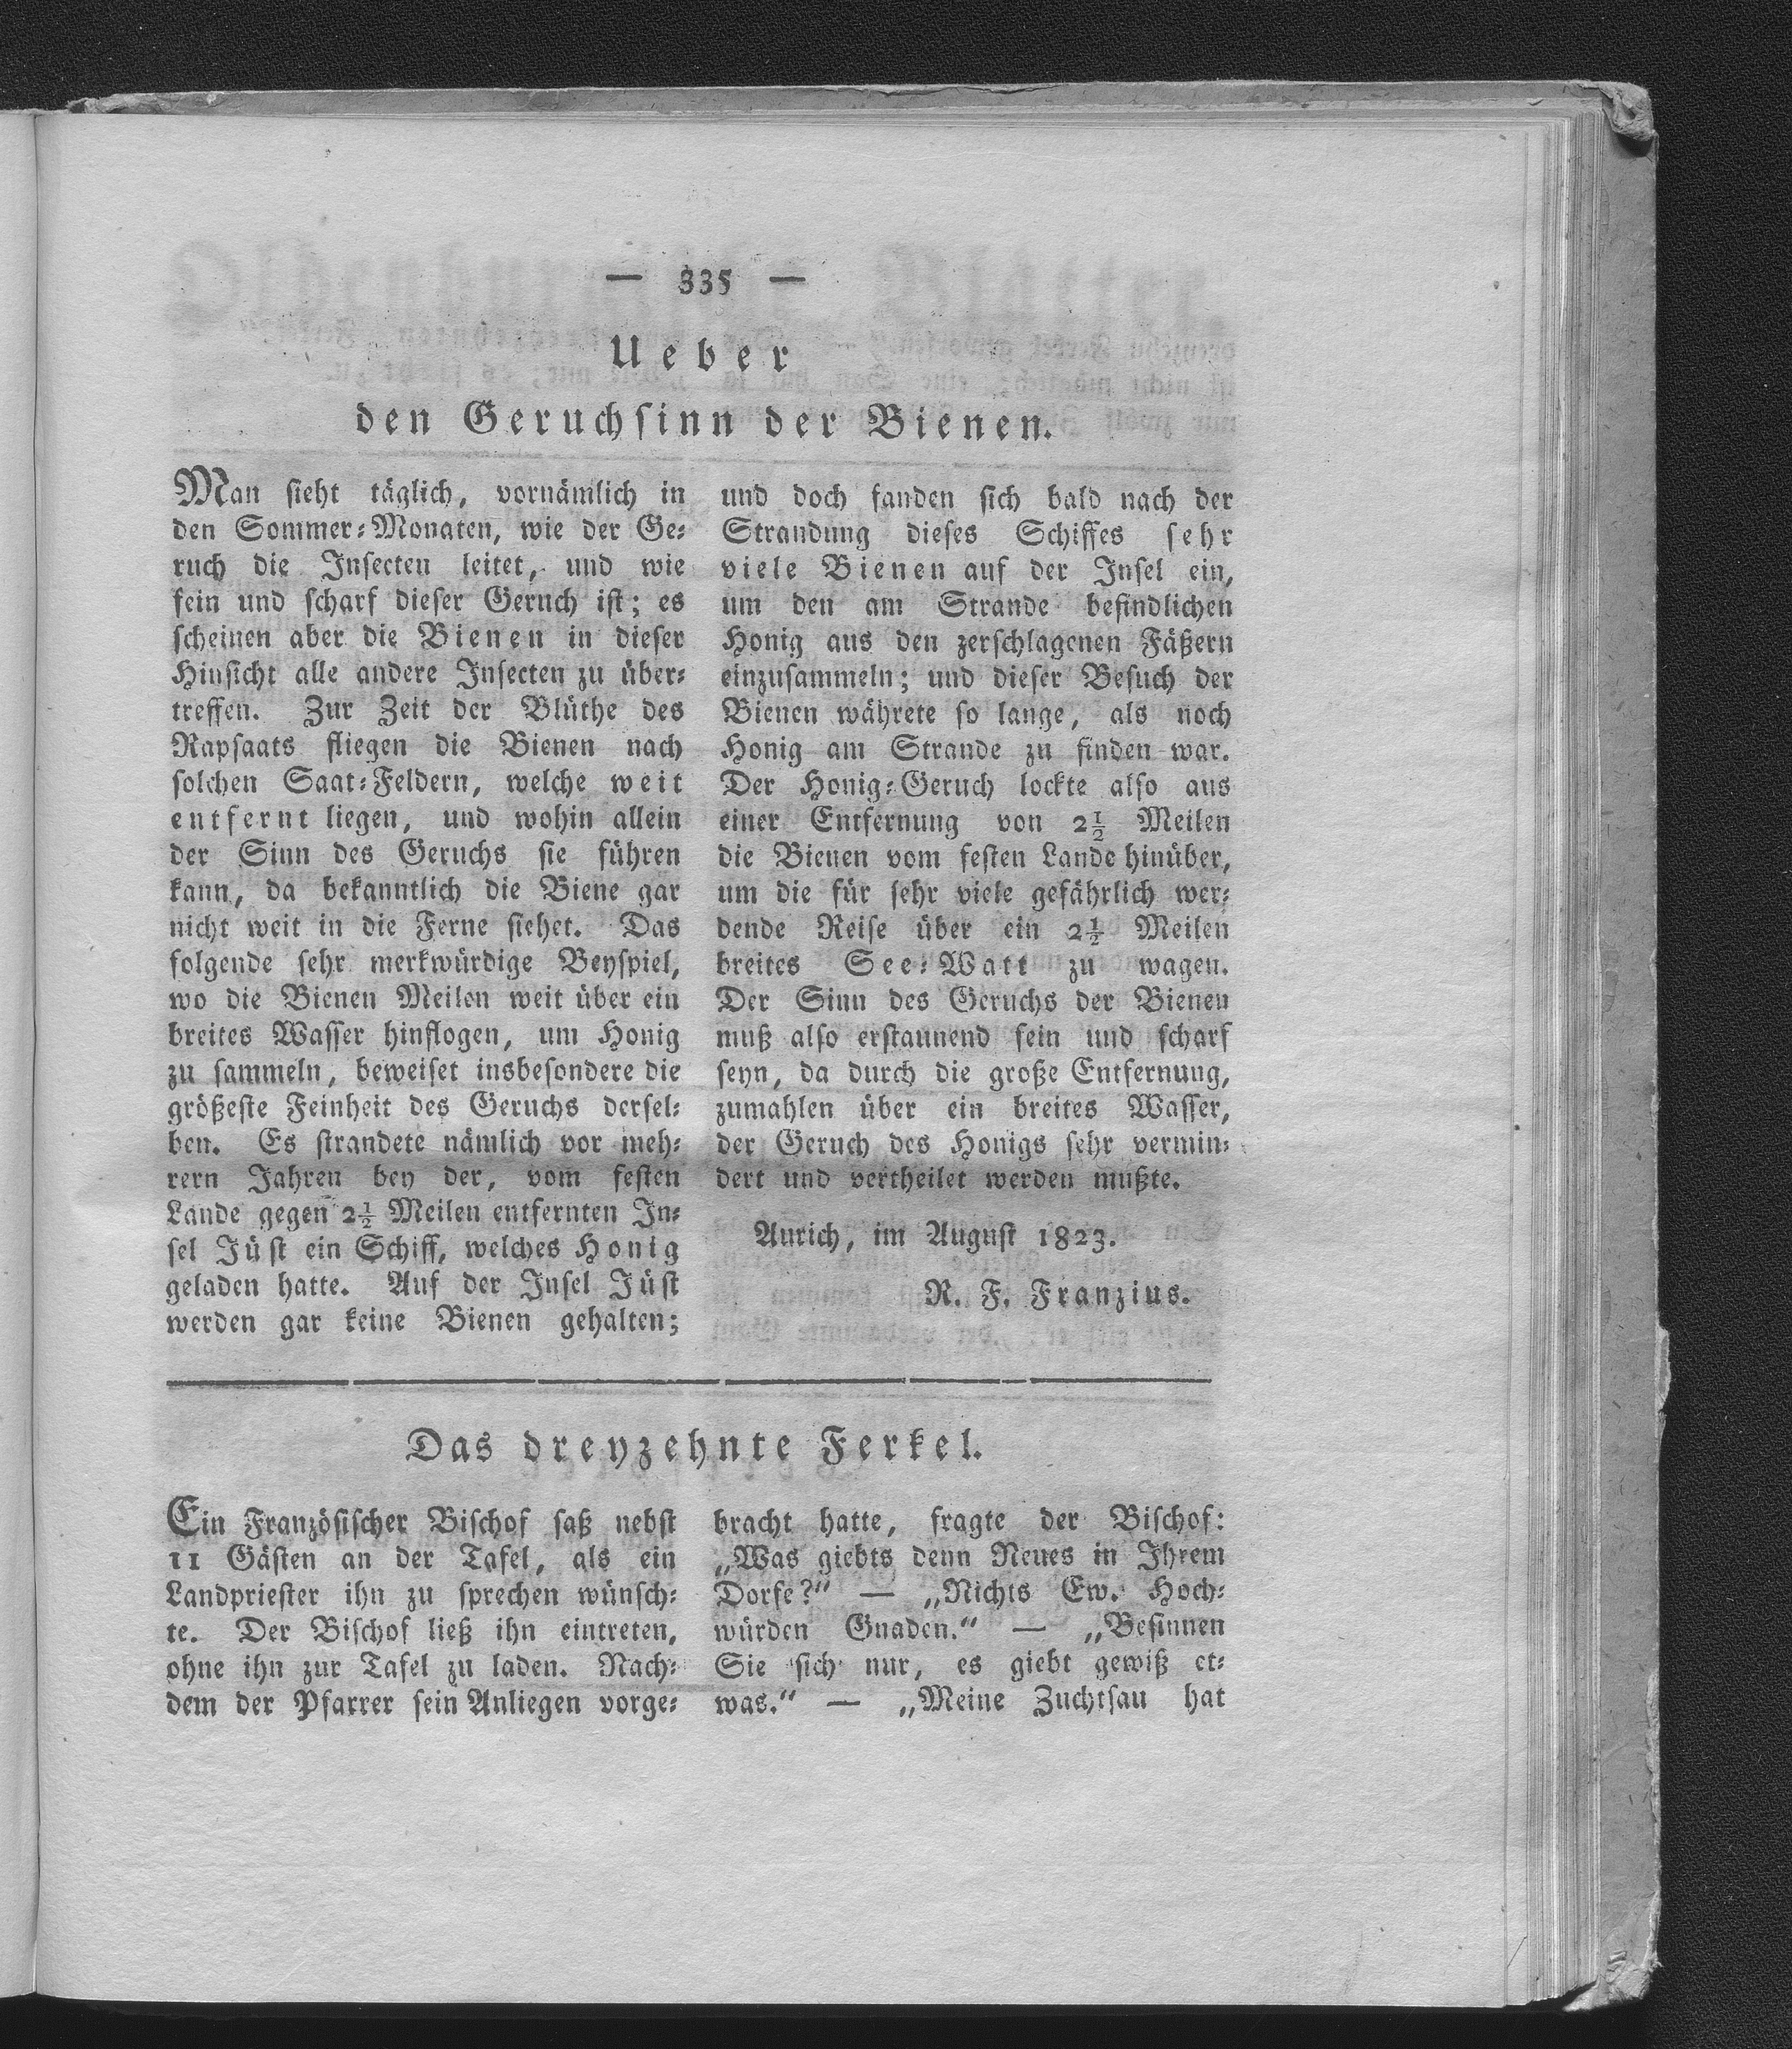 — 335 —
Ueber
den Geruchsinn der Bienen.
Man sieht täglich, vornämlich in
den Sommer-Monaten, wie der Ge-
ruch die Insecten leitet, und wie
fein und scharf dieser Geruch ist; es
scheinen aber die Bienen in dieser
Hinsicht alle andere Insecten zu über-
treffen. Zur Zeit der Blüthe des
Rapsaats fliegen die Bienen nach
solchen Saat-Feldern, welche weit
entfernt liegen, und wohin allein
der Sinn des Geruchs sie führen
kann, da bekanntlich die Biene gar
nicht weit in die Ferne siehet. Das
folgende sehr merkwürdige Beyspiel,
wo die Bienen Meilen weit über ein
breites Wasser hinflogen, um Honig
zu sammeln, beweiset insbesondere die
größeste Feinheit des Geruchs dersel-
ben. Es strandete nämlich vor meh-
rern Jahren bey der, vom festen
Lande gegen 2½ Meilen entfernten In-
sel Jüst ein Schiff, welches Honig
geladen hatte. Auf der Insel Jüst
werden gar keine Bienen gehalten;
und doch fanden sich bald nach der
Strandung dieses Schiffes sehr
viele Bienen auf der Insel ein,
um den am Strande befindlichen
Honig aus den zerschlagenen Fäßern
einzusammeln; und dieser Besuch der
Bienen währete so lange, als noch
Honig am Strande zu finden war.
Der Honig-Geruch lockte also aus
einer Entfernung von 2½ Meilen
die Bienen vom festen Lande hinüber,
um die für sehr viele gefährlich wer-
dende Reise über ein 2½ Meilen
breites See-Watt zu wagen.
Der Sinn des Geruchs der Bienen
muß also erstaunend fein und scharf
seyn, da durch die große Entfernung,
zumahlen über ein breites Wasser,
der Geruch des Honigs sehr vermin-
dert und vertheilet werden mußte.
Aurich, im August 1823.
R. F. Franzius.
Das dreyzehnte Ferkel.
Ein Französischer Bischof saß nebst
11 Gästen an der Tafel, als ein
Landpriester ihn zu sprechen wünsch-
te. Der Bischof ließ ihn eintreten,
ohne ihn zur Tafel zu laden. Nach-
dem der Pfarrer sein Anliegen vorge-
bracht hatte, fragte der Bischof:
„Was giebts denn Neues in Ihrem
Dorfe?“ — „Nichts Ew. Hoch-
würden Gnaden.“ — „Besinnen
Sie sich nur, es giebt gewiß et-
was.“ — „Meine Zuchtsau hat